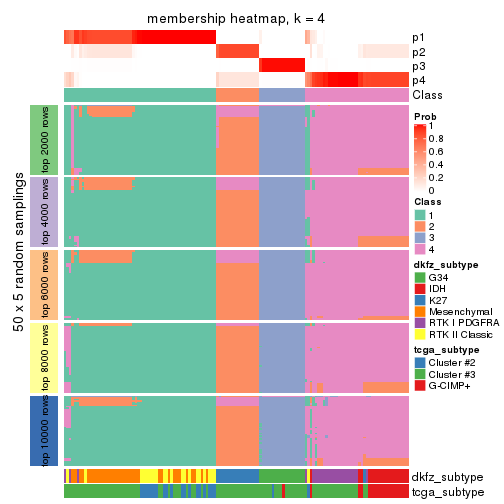 membership heatmap, k = 4
p1
p2
p3
p4
Class
50 x 5 random samplings
top 2000 rows
top 4000 rows
top 6000 rows
top 8000 rows
top 10000 rows
dkfz_subtype
tcga_subtype
Prob
1
0.8
0.6
0.4
0.2
0
Class
1
2
3
4
dkfz_subtype
G34
IDH
K27
Mesenchymal
RTK I PDGFRA
RTK II Classic
tcga_subtype
Cluster #2
Cluster #3
G-CIMP+